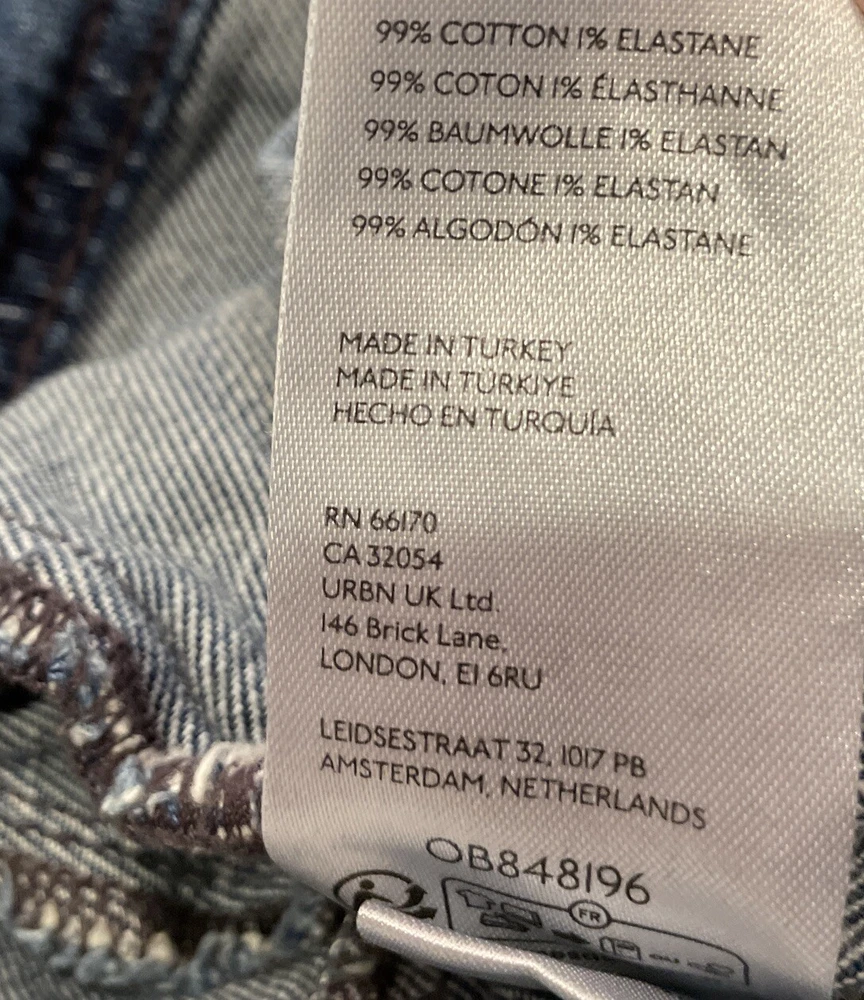 99% COTTON 1% ELASTANE
99% COTON 1% ÉLASTHANNE
99% BAUMWOLLE 1% ELASTAN
99% COTONE 1% ELASTAN
99% ALGODÓN 1% ELASTANE
MADE IN TURKEY
MADE IN TÜRKIYE
HECHO EN TURQUÍA
RN 66170
CA 32054
URBN UK Ltd.
146 Brick Lane,
LONDON, E1 6RU
LEIDSESTRAAT 32, 1017 PB
AMSTERDAM, NETHERLANDS
OB848196
FR